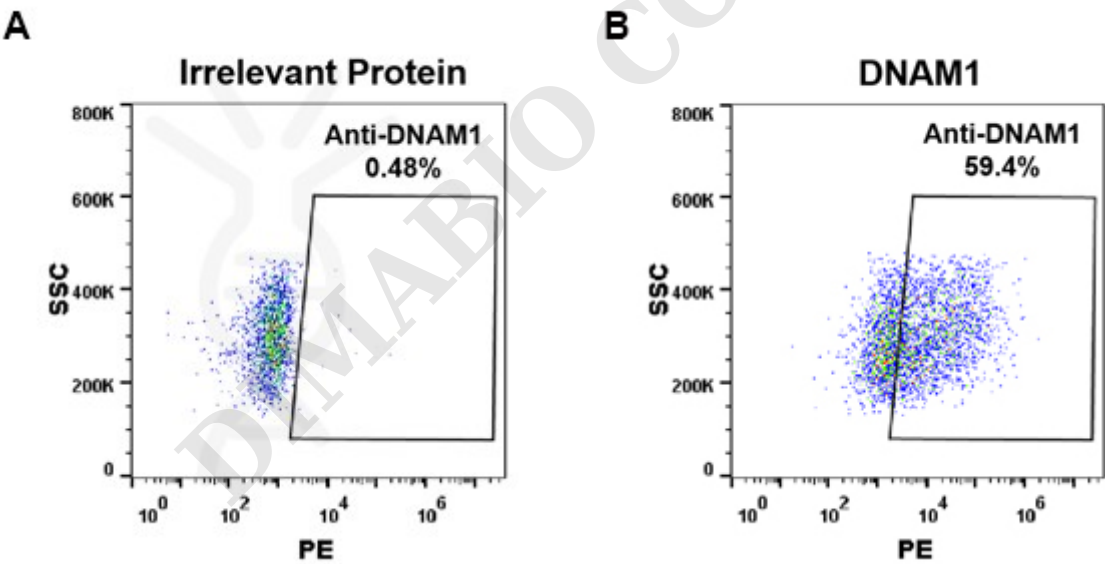 A
Irrelevant Protein
Anti-DNAM1
0.48%
800K
600K
400K
200K
0
SSC
10^0 10^2 10^4 10^6
PE
B
DNAM1
Anti-DNAM1
59.4%
800K
600K
400K
200K
0
SSC
10^0 10^2 10^4 10^6
PE
DIMABIO CO